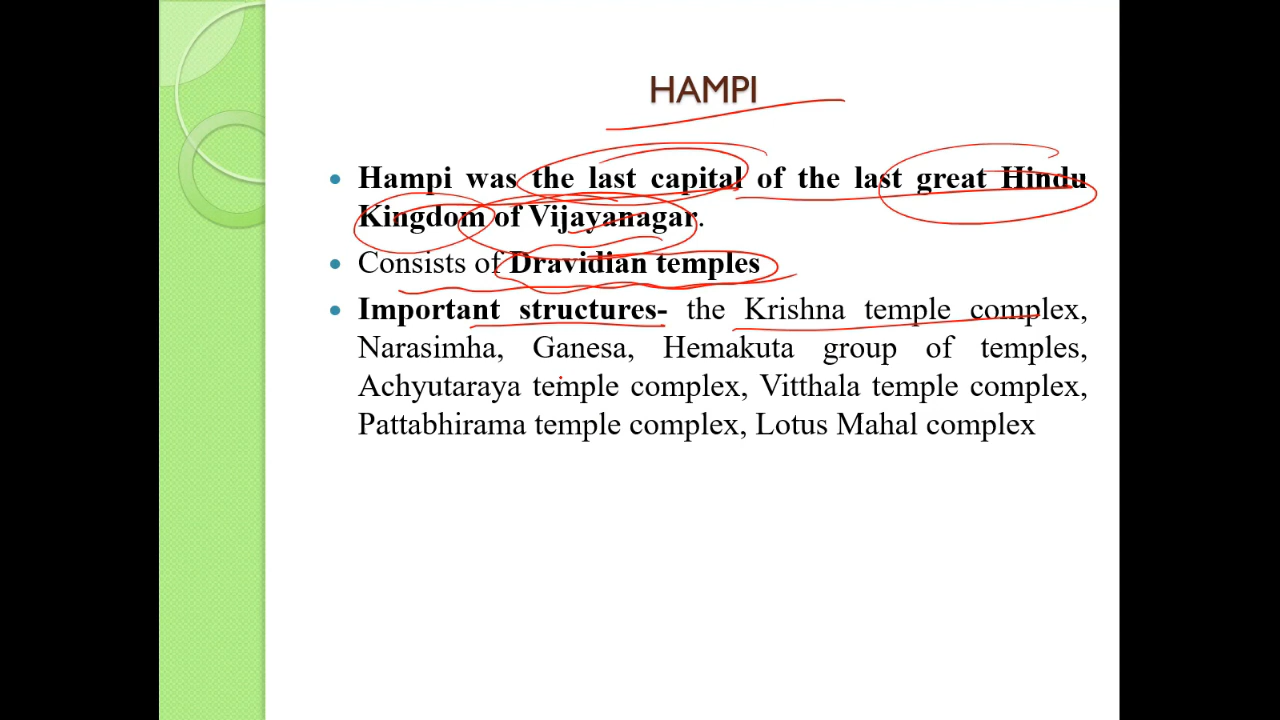 HAMPI
Hampi was the last capital of the last great Hindu
Kingdom of Vijayanagar.
Consists of Dravidian temples
Important structures- the Krishna temple complex,
Narasimha, Ganesa, Hemakuta group of temples,
Achyutaraya temple complex, Vitthala temple complex,
Pattabhirama temple complex, Lotus Mahal complex